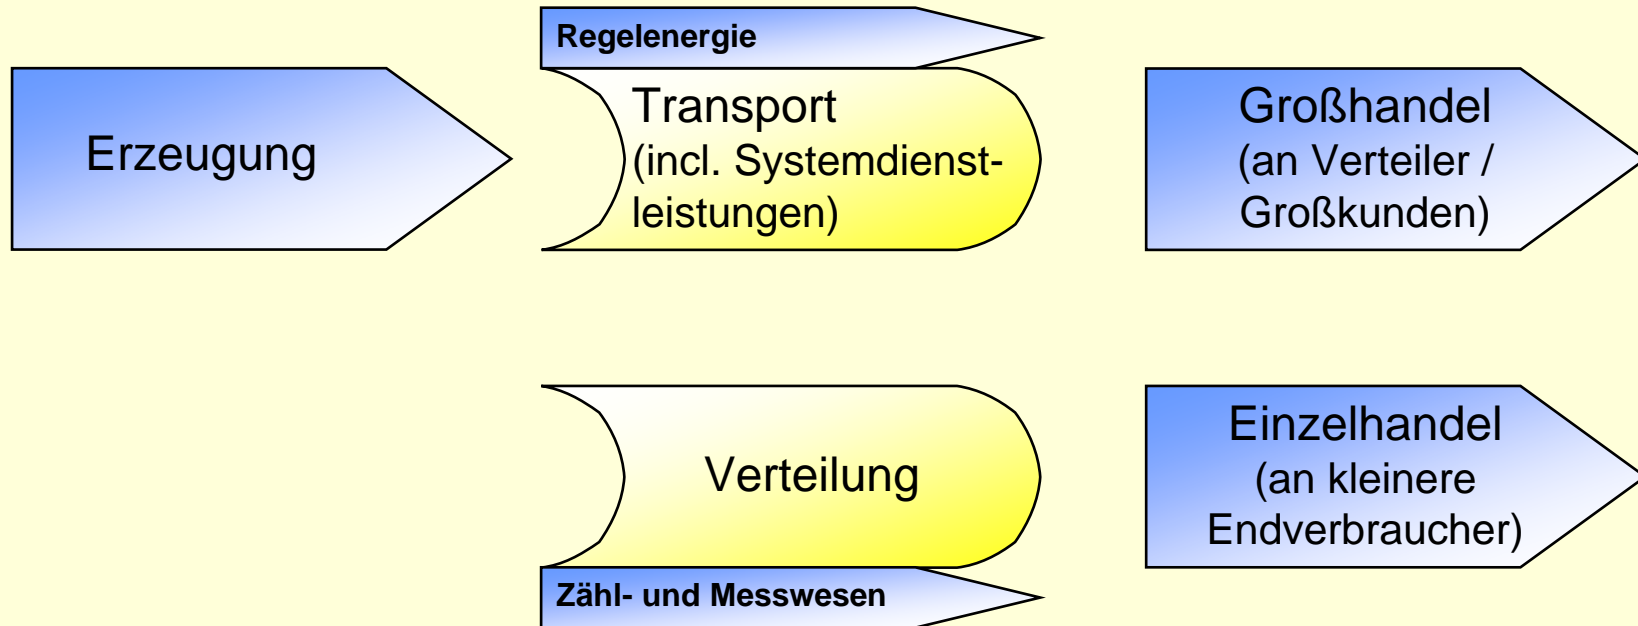 Regelenergie
Erzeugung
Transport
(incl. Systemdienst-
leistungen)
Großhandel
(an Verteiler /
Großkunden)
Verteilung
Zähl- und Messwesen
Einzelhandel
(an kleinere
Endverbraucher)